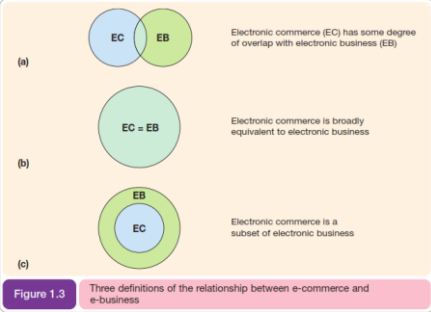 EC EB
Electronic commerce (EC) has some degree
of overlap with electronic business (EB)
(a)
EC = EB
Electronic commerce is broadly
equivalent to electronic business
(b)
EB
EC
Electronic commerce is a
subset of electronic business
(c)
Figure 1.3
Three definitions of the relationship between e-commerce and
e-business